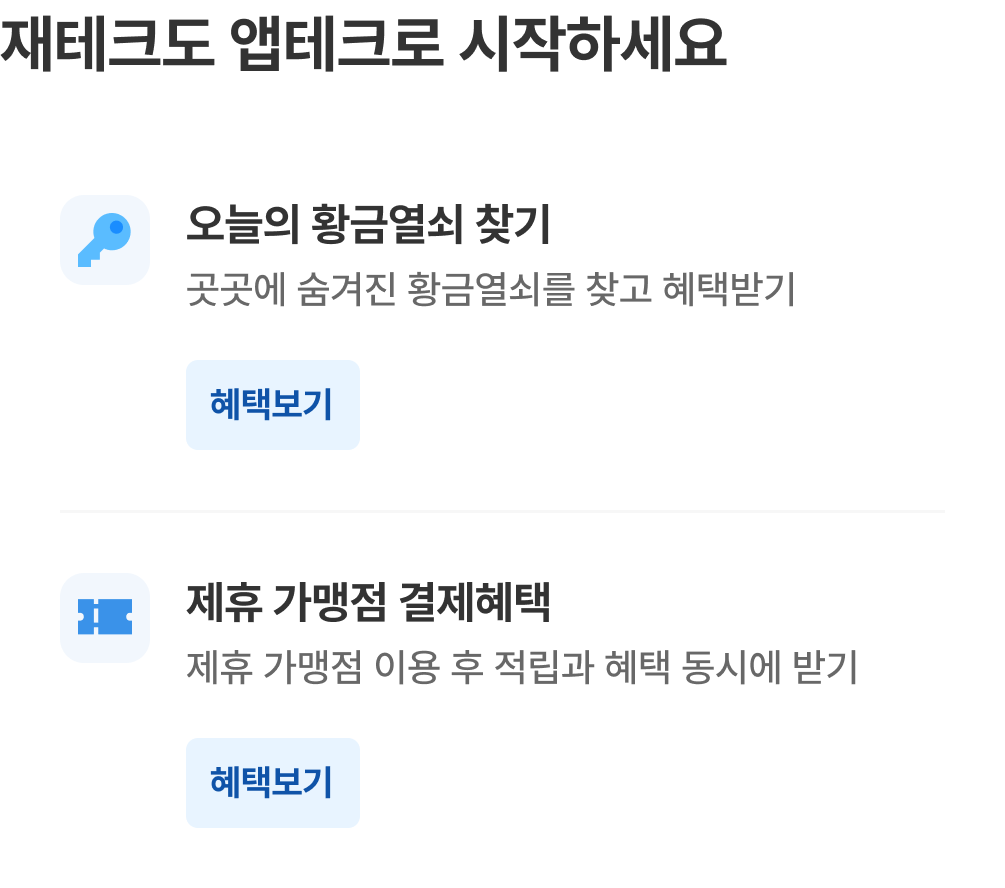 재테크도 앱테크로 시작하세요
오늘의 황금열쇠 찾기
곳곳에 숨겨진 황금열쇠를 찾고 혜택받기
혜택보기
제휴 가맹점 결제혜택
제휴 가맹점 이용 후 적립과 혜택 동시에 받기
혜택보기